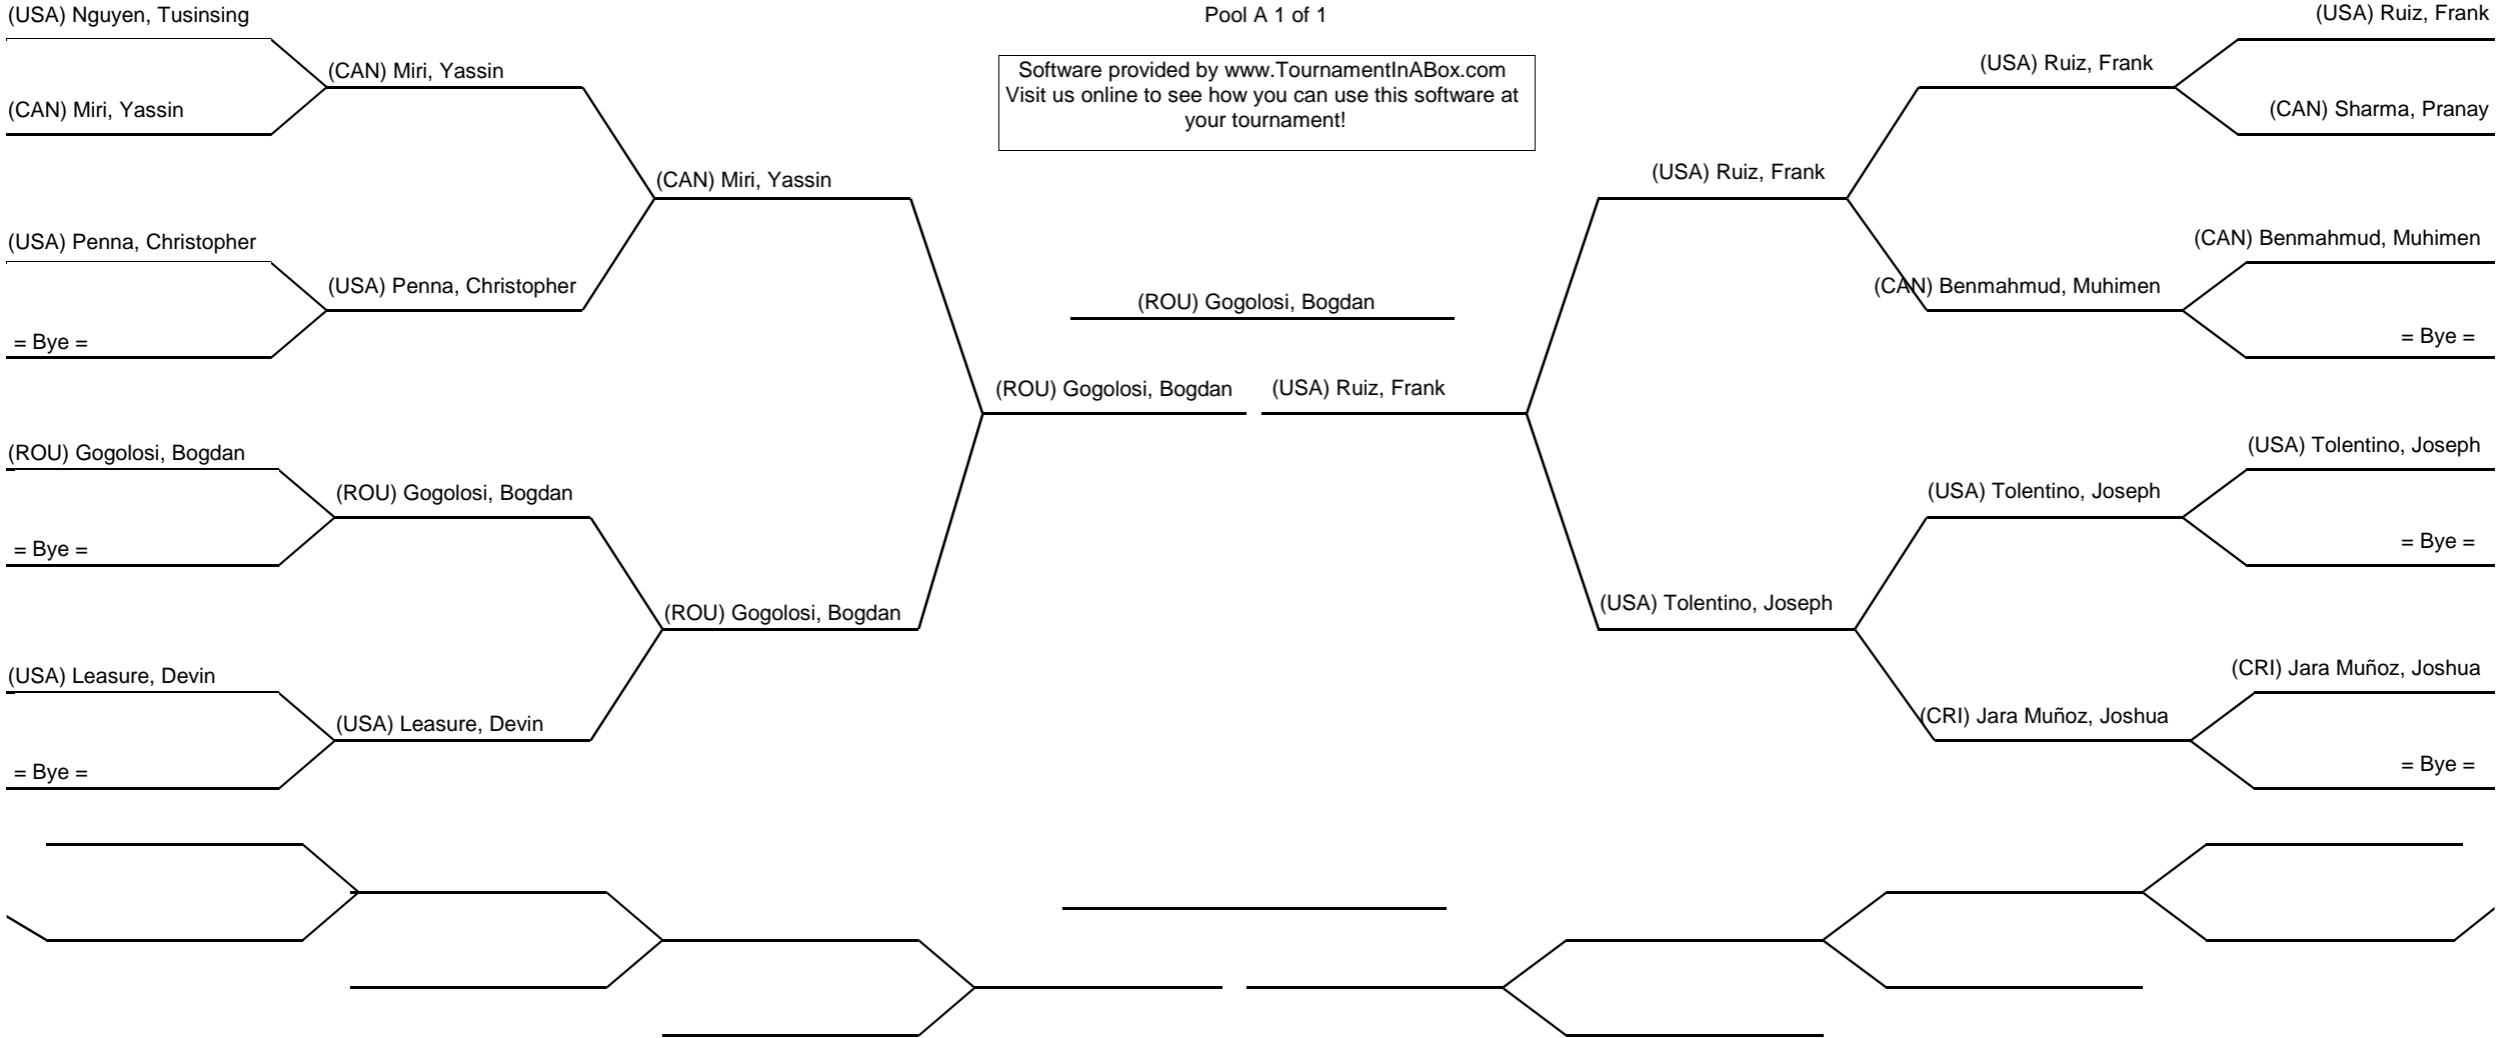 (USA) Nguyen, Tusinsing
Pool A 1 of 1
(USA) Ruiz, Frank
(CAN) Miri, Yassin
Software provided by www.TournamentInABox.com
Visit us online to see how you can use this software at
your tournament!
(USA) Ruiz, Frank
(CAN) Miri, Yassin
(CAN) Sharma, Pranay
(CAN) Miri, Yassin
(USA) Ruiz, Frank
(USA) Penna, Christopher
(CAN) Benmahmud, Muhimen
(USA) Penna, Christopher
(ROU) Gogolosi, Bogdan
(CAN) Benmahmud, Muhimen
= Bye =
= Bye =
(ROU) Gogolosi, Bogdan
(USA) Ruiz, Frank
(ROU) Gogolosi, Bogdan
(USA) Tolentino, Joseph
(ROU) Gogolosi, Bogdan
(USA) Tolentino, Joseph
= Bye =
= Bye =
(ROU) Gogolosi, Bogdan
(USA) Tolentino, Joseph
(USA) Leasure, Devin
(CRI) Jara Muñoz, Joshua
(USA) Leasure, Devin
(CRI) Jara Muñoz, Joshua
= Bye =
= Bye =